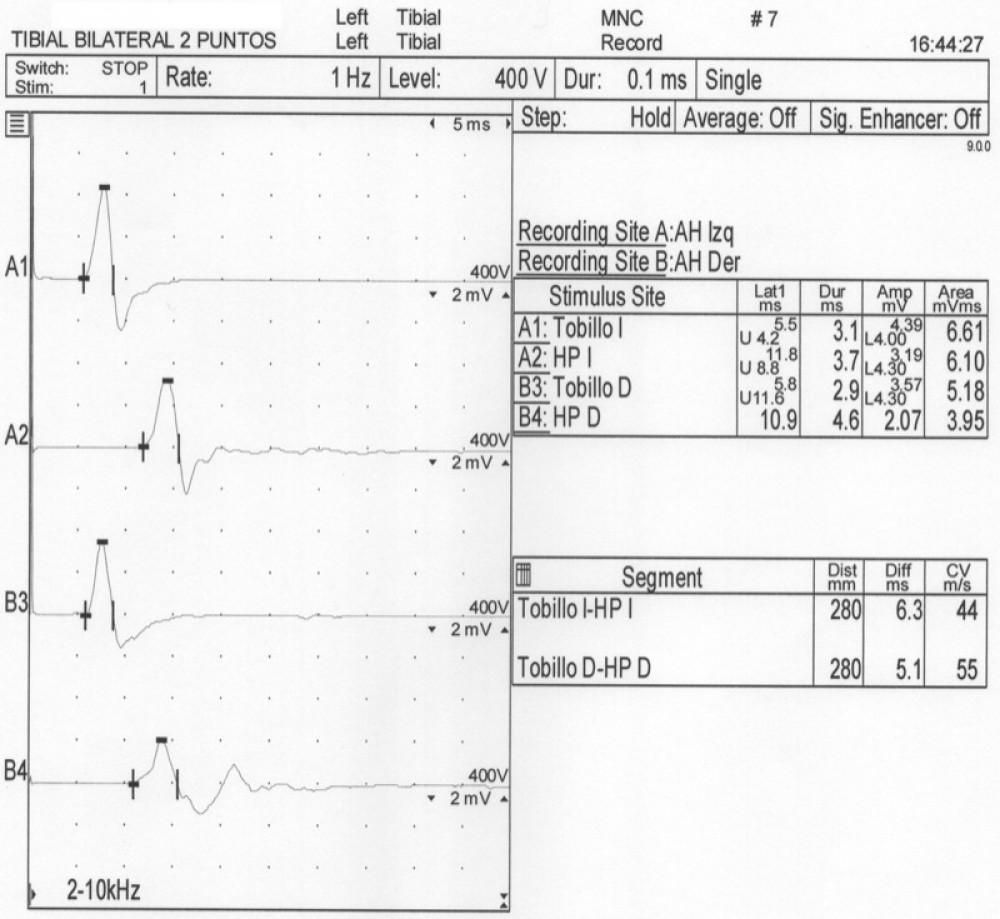 Left Tibial MNC # 7
TIBIAL BILATERAL 2 PUNTOS Left Tibial Record 16:44:27
Switch: STOP
Stim: 1
Rate: 1 Hz Level: 400 V Dur: 0.1 ms Single
5 ms
Step: Hold Average: Off Sig. Enhancer: Off
9.0.0
A1
400V
2 mV
A2
400V
2 mV
B3
400V
2 mV
B4
400V
2 mV
2-10kHz
Recording Site A:AH Izq
Recording Site B:AH Der
Stimulus Site Lat1 ms Dur ms Amp mV Area mVms
A1: Tobillo I 5.5 U 4.2 3.1 4.39 L4.00 6.61
A2: HP I 11.8 U 8.8 3.7 3.19 L4.30 6.10
B3: Tobillo D 5.8 U11.6 2.9 3.57 L4.30 5.18
B4: HP D 10.9 4.6 2.07 3.95
Segment Dist mm Diff ms CV m/s
Tobillo I-HP I 280 6.3 44
Tobillo D-HP D 280 5.1 55